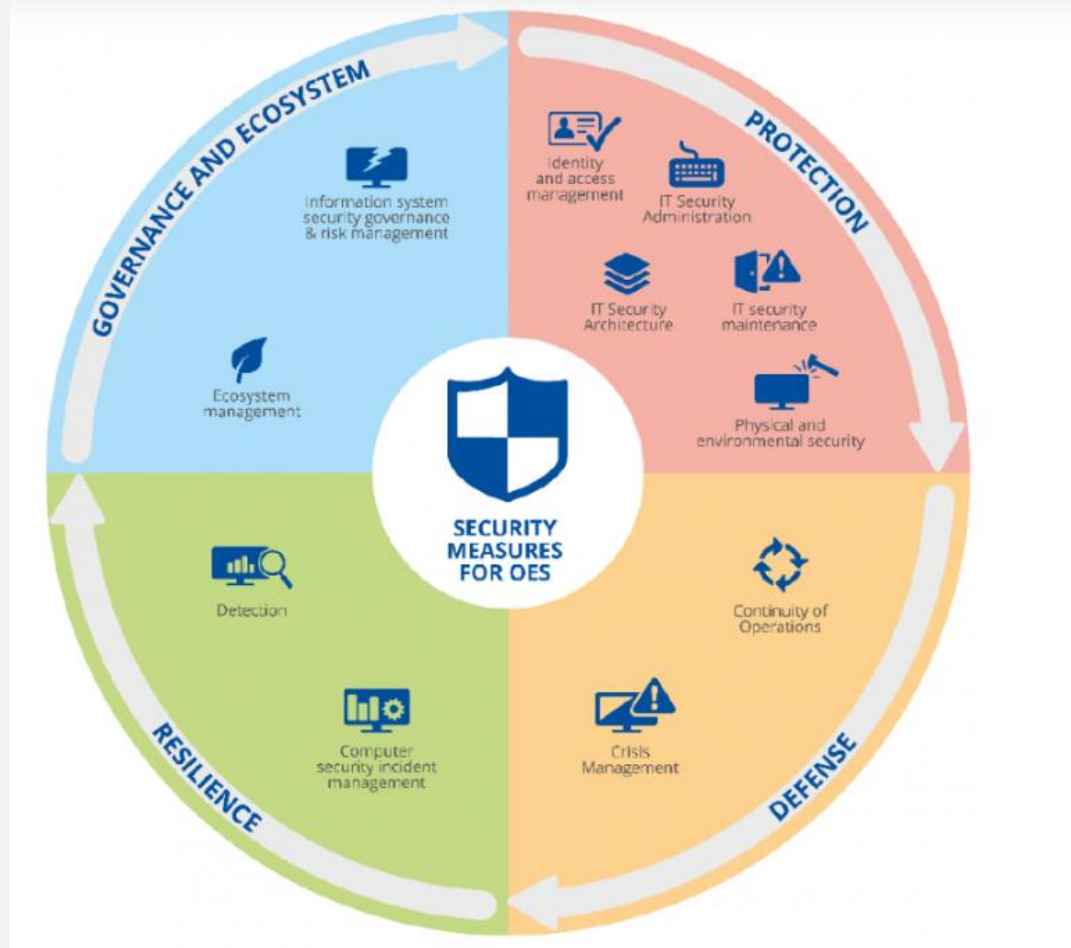 GOVERNANCE AND ECOSYSTEM
Information system
security governance
& risk management
Ecosystem
management
PROTECTION
Identity
and access
management
IT Security
Administration
IT Security
Architecture
IT security
maintenance
Physical and
environmental security
SECURITY
MEASURES
FOR OES
Continuity of
Operations
Crisis
Management
DEFENSE
Detection
Computer
security incident
management
RESILIENCE